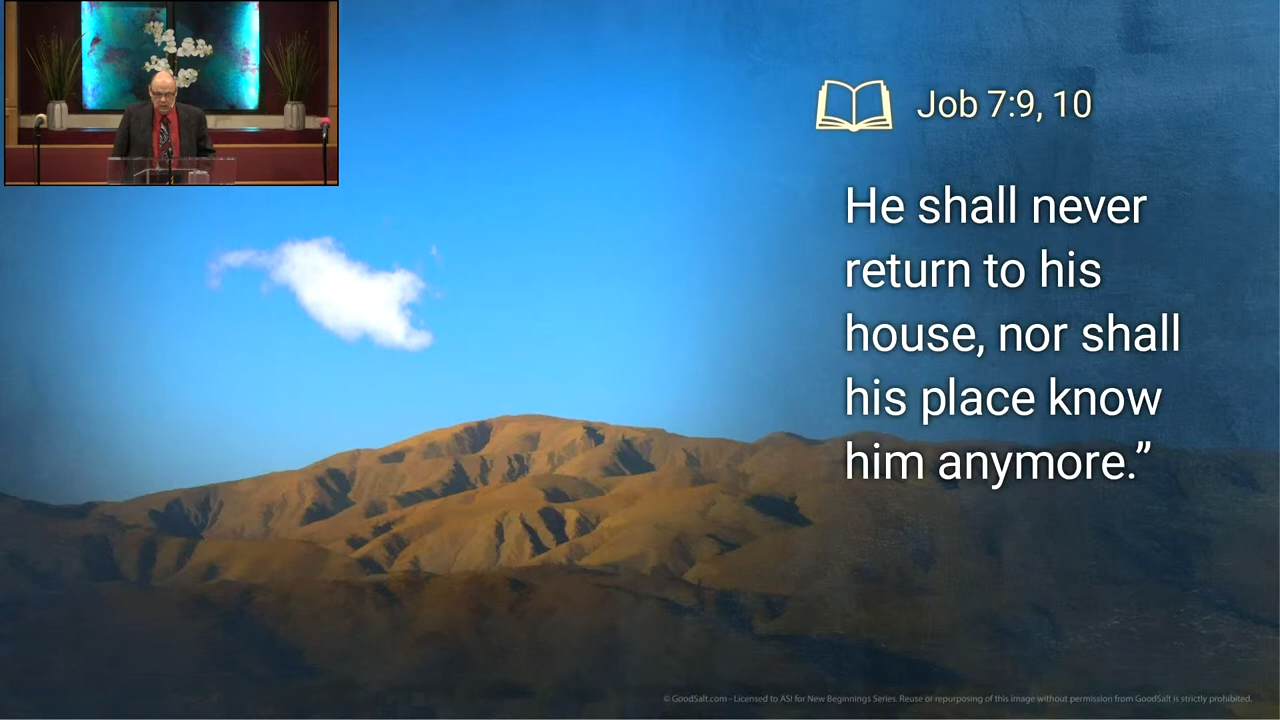 Job 7:9, 10
He shall never
return to his
house, nor shall
his place know
him anymore.”
© GoodSalt.com - Licensed to ASI for New Beginnings Series. Reuse or repurposing of this image without permission from GoodSalt is strictly prohibited.